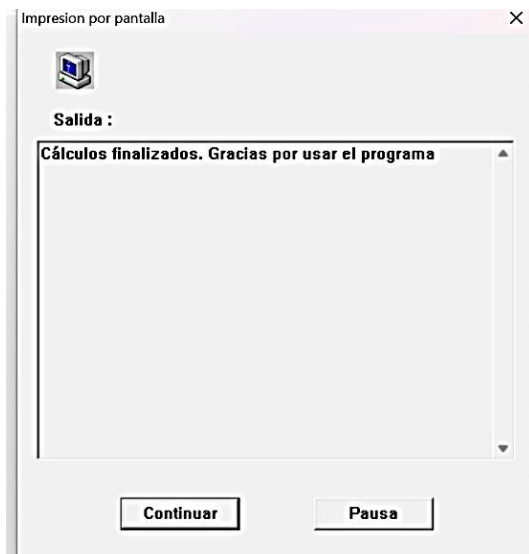 Impresion por pantalla
Salida :
Cálculos finalizados. Gracias por usar el programa
Continuar
Pausa